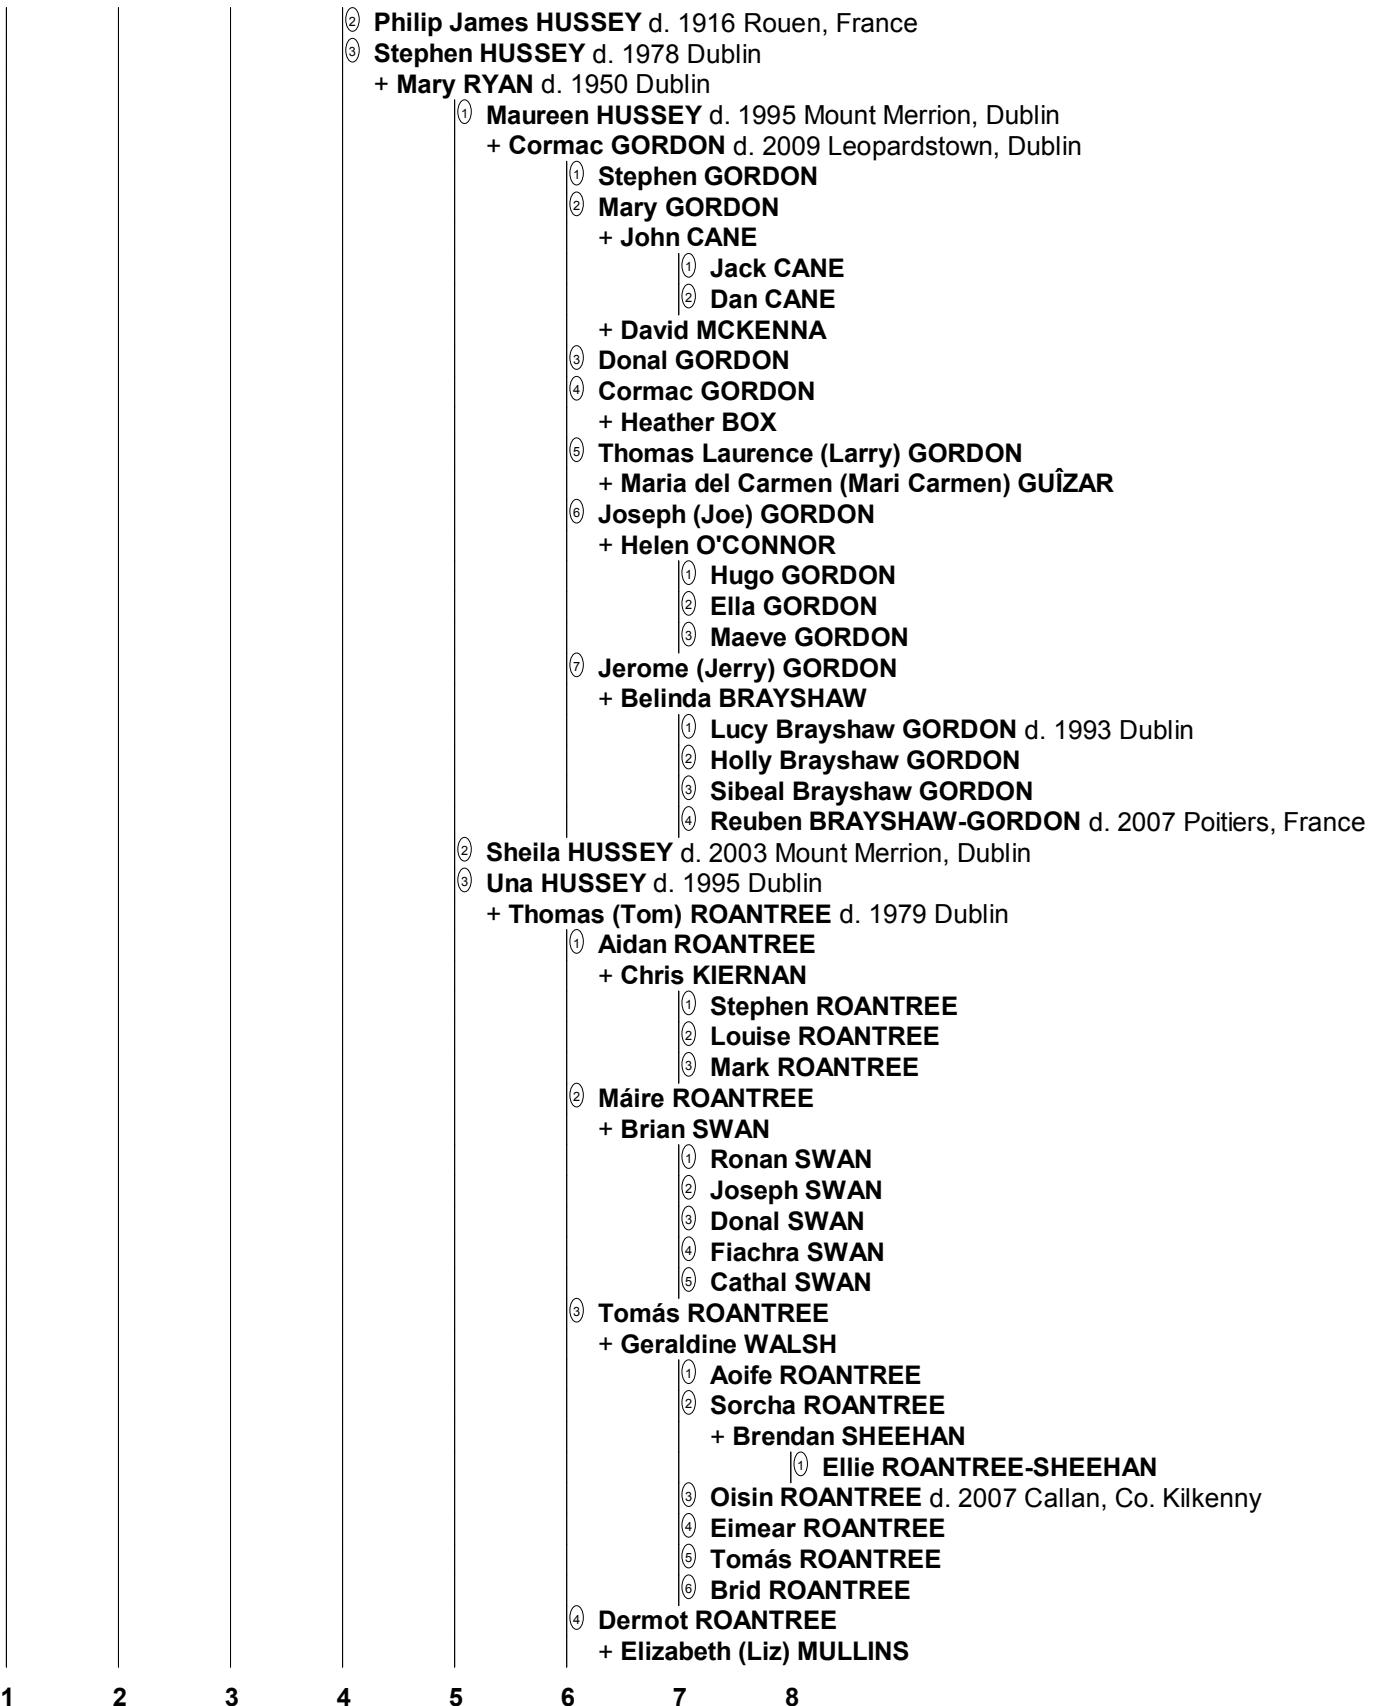 ② Philip James HUSSEY d. 1916 Rouen, France
③ Stephen HUSSEY d. 1978 Dublin
+ Mary RYAN d. 1950 Dublin
① Maureen HUSSEY d. 1995 Mount Merrion, Dublin
+ Cormac GORDON d. 2009 Leopardstown, Dublin
① Stephen GORDON
② Mary GORDON
+ John CANE
① Jack CANE
② Dan CANE
+ David MCKENNA
③ Donal GORDON
④ Cormac GORDON
+ Heather BOX
⑤ Thomas Laurence (Larry) GORDON
+ Maria del Carmen (Mari Carmen) GUÎZAR
⑥ Joseph (Joe) GORDON
+ Helen O'CONNOR
① Hugo GORDON
② Ella GORDON
③ Maeve GORDON
⑦ Jerome (Jerry) GORDON
+ Belinda BRAYSHAW
① Lucy Brayshaw GORDON d. 1993 Dublin
② Holly Brayshaw GORDON
③ Sibeal Brayshaw GORDON
④ Reuben BRAYSHAW-GORDON d. 2007 Poitiers, France
② Sheila HUSSEY d. 2003 Mount Merrion, Dublin
③ Una HUSSEY d. 1995 Dublin
+ Thomas (Tom) ROANTREE d. 1979 Dublin
① Aidan ROANTREE
+ Chris KIERNAN
① Stephen ROANTREE
② Louise ROANTREE
③ Mark ROANTREE
② Máire ROANTREE
+ Brian SWAN
① Ronan SWAN
② Joseph SWAN
③ Donal SWAN
④ Fiachra SWAN
⑤ Cathal SWAN
③ Tomás ROANTREE
+ Geraldine WALSH
① Aoife ROANTREE
② Sorcha ROANTREE
+ Brendan SHEEHAN
① Ellie ROANTREE-SHEEHAN
③ Oisin ROANTREE d. 2007 Callan, Co. Kilkenny
④ Eimear ROANTREE
⑤ Tomás ROANTREE
⑥ Brid ROANTREE
④ Dermot ROANTREE
+ Elizabeth (Liz) MULLINS
1 2 3 4 5 6 7 8